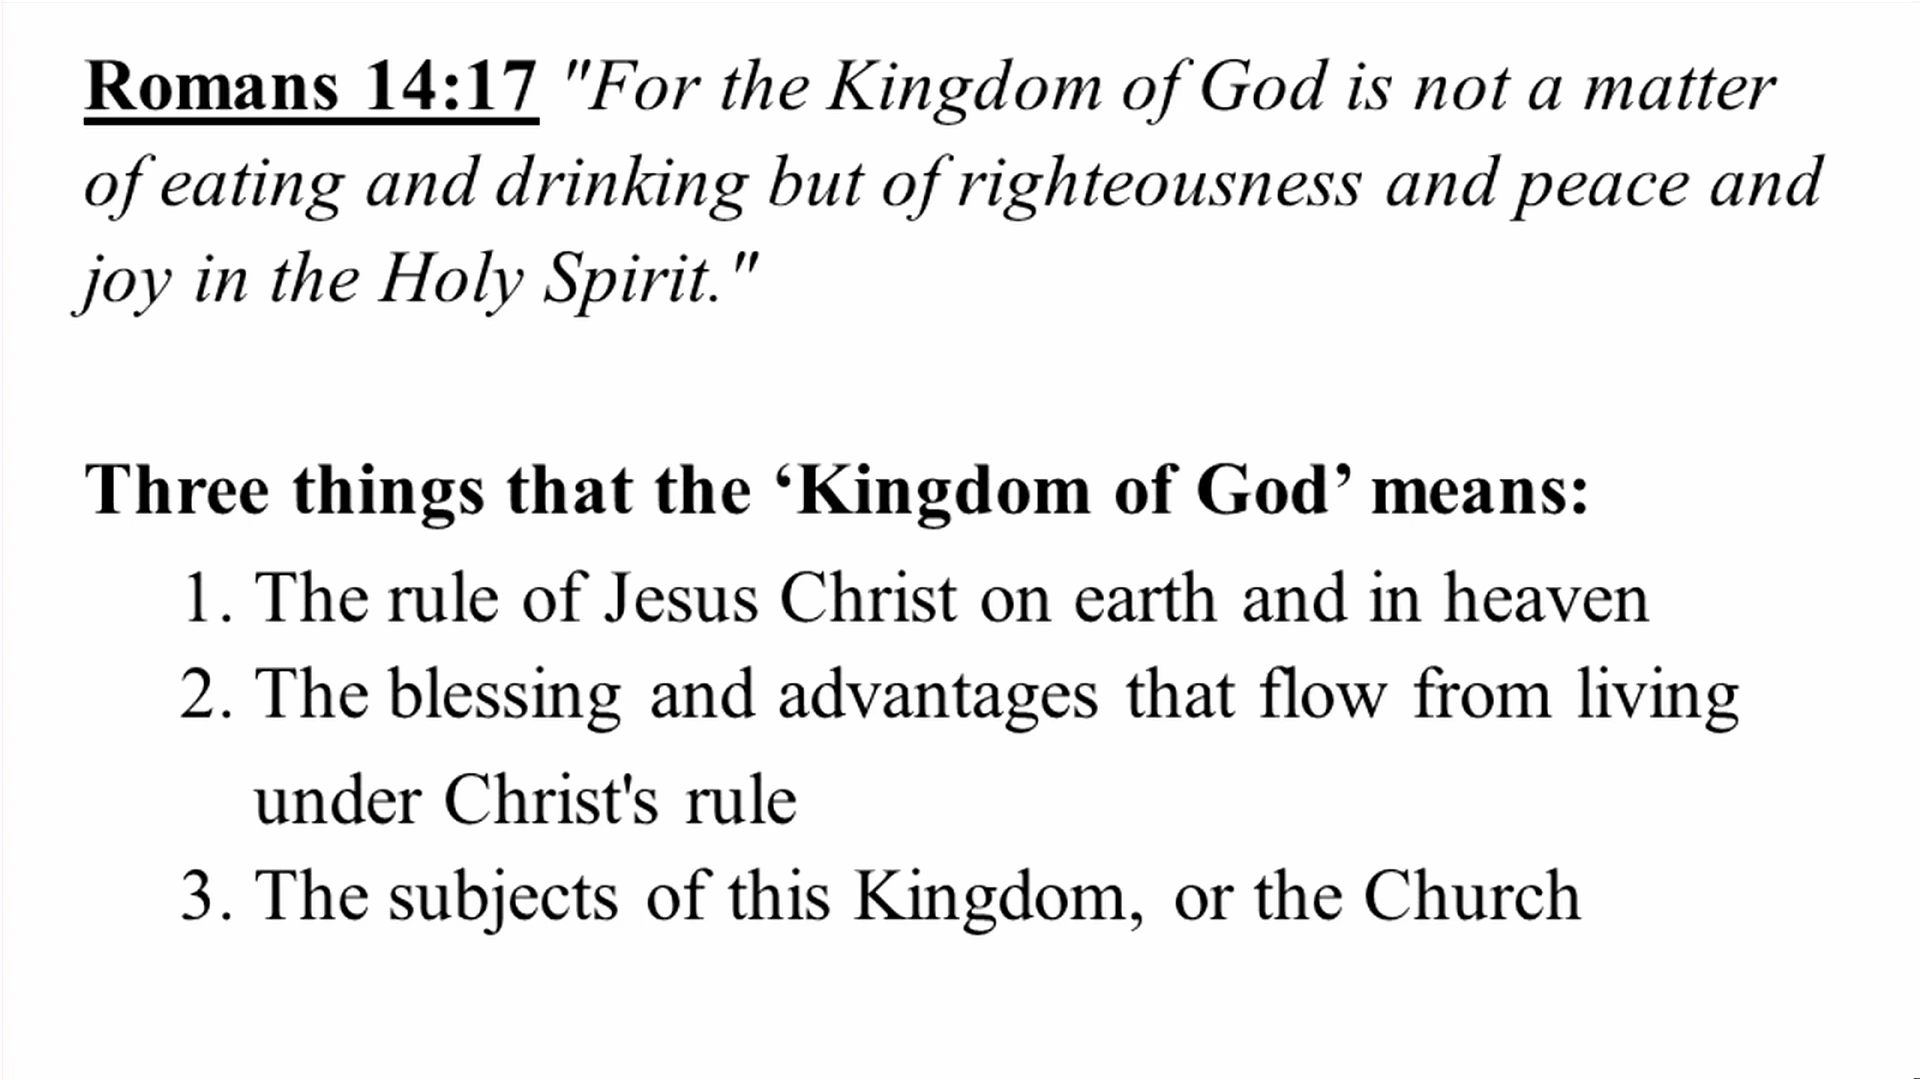 Romans 14:17 "For the Kingdom of God is not a matter
of eating and drinking but of righteousness and peace and
joy in the Holy Spirit."
Three things that the ‘Kingdom of God’ means:
1. The rule of Jesus Christ on earth and in heaven
2. The blessing and advantages that flow from living
under Christ's rule
3. The subjects of this Kingdom, or the Church